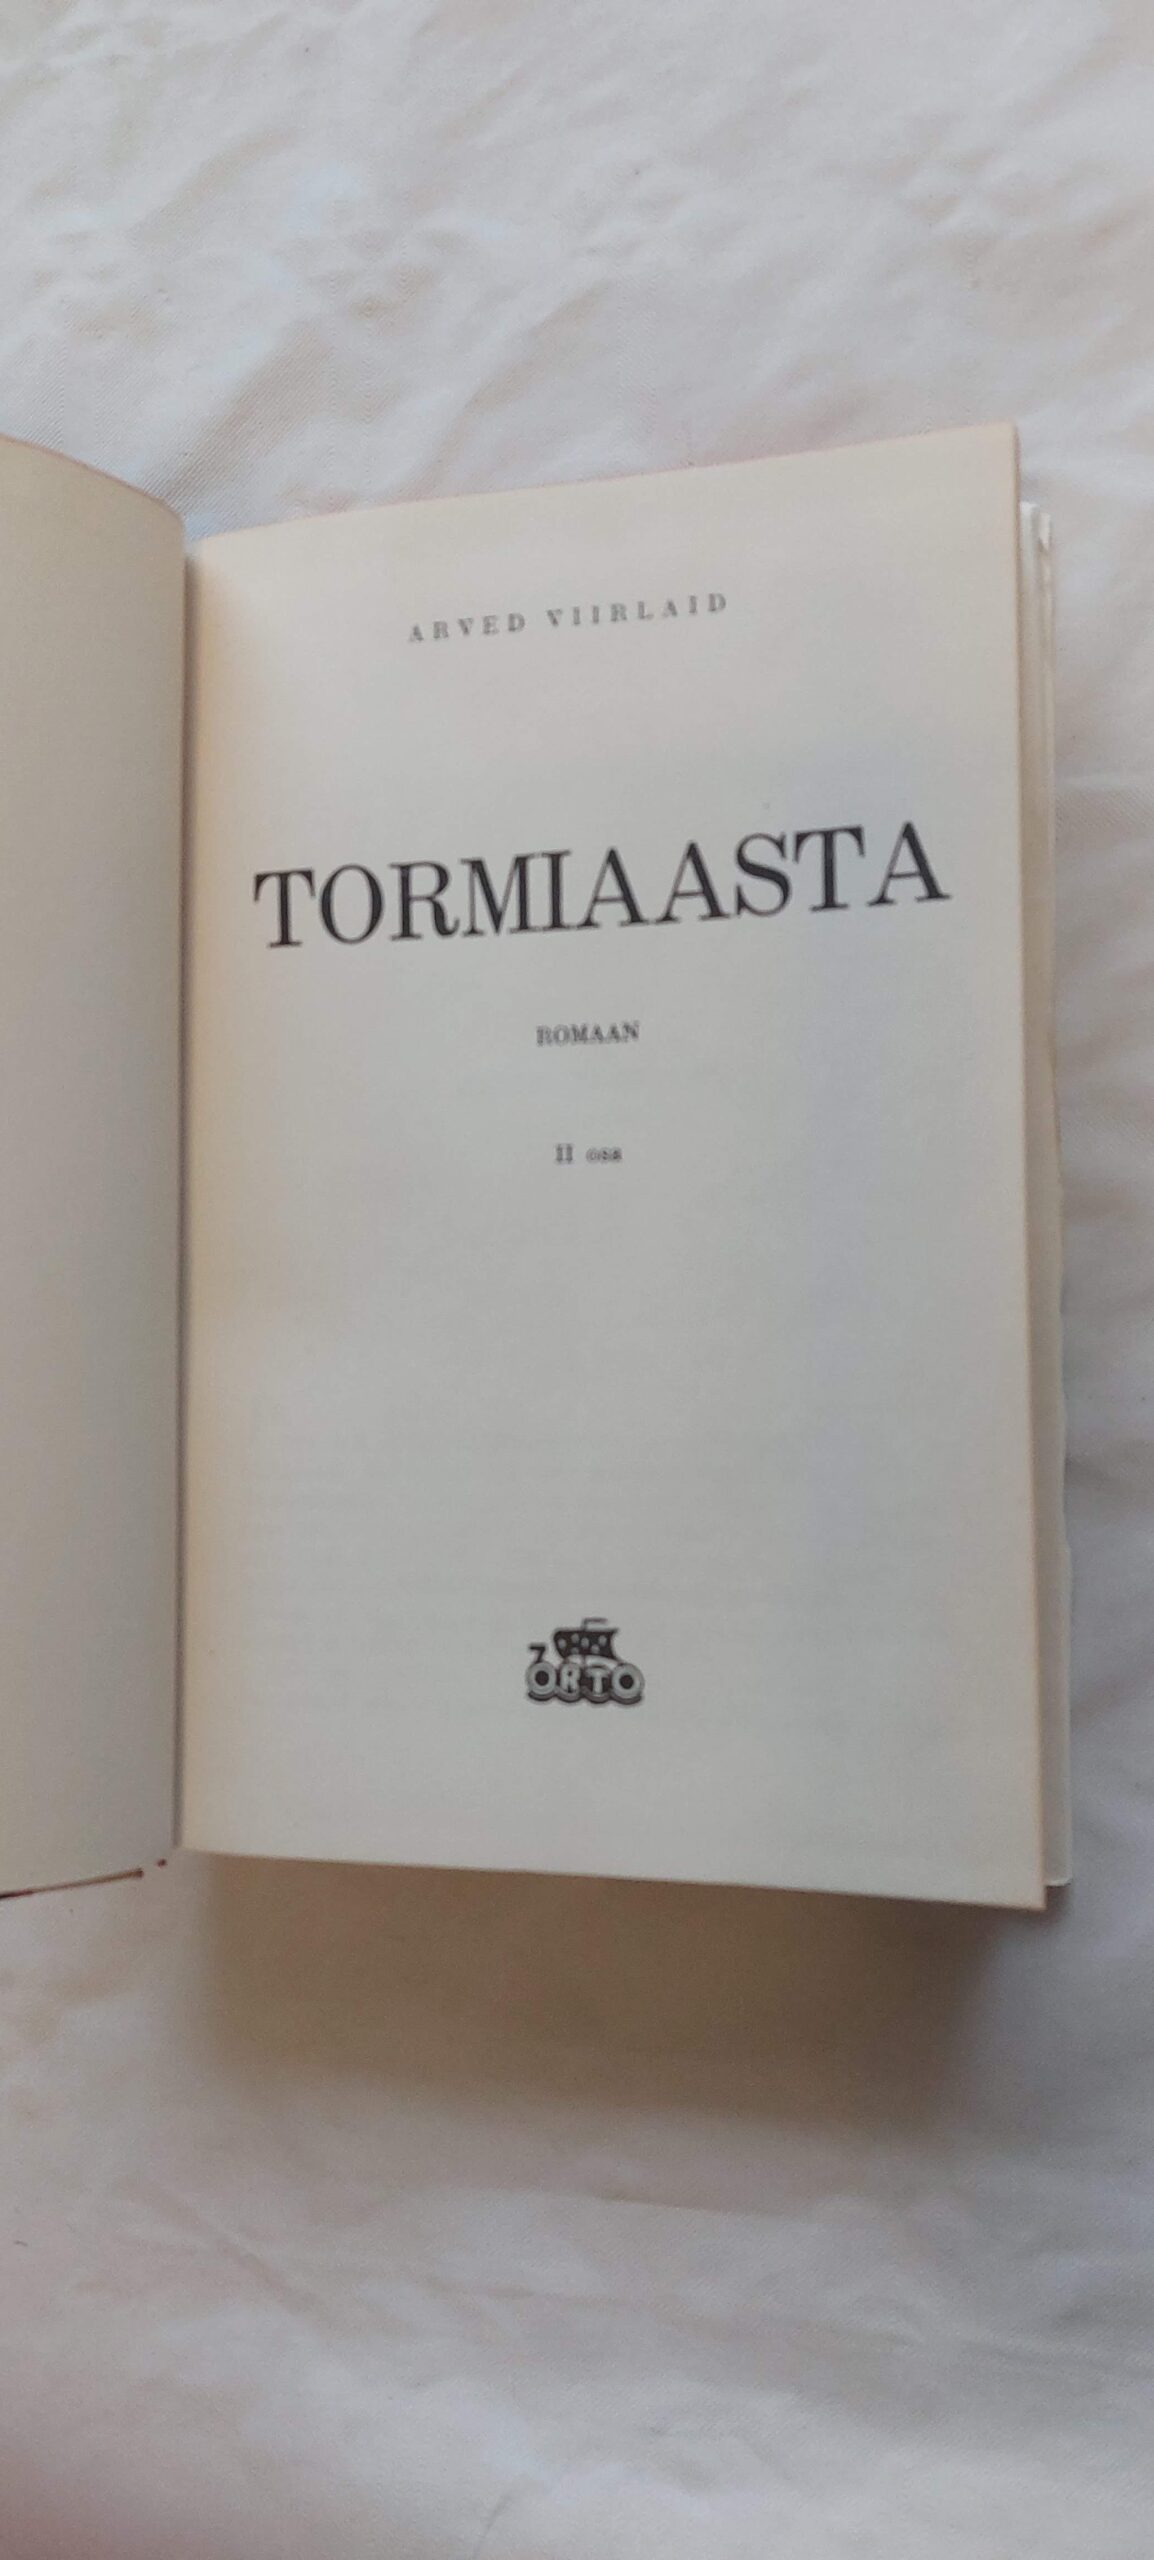 ARVED VIIRLAID
TORMIAASTA
ROMAAN
II osa
ORTO